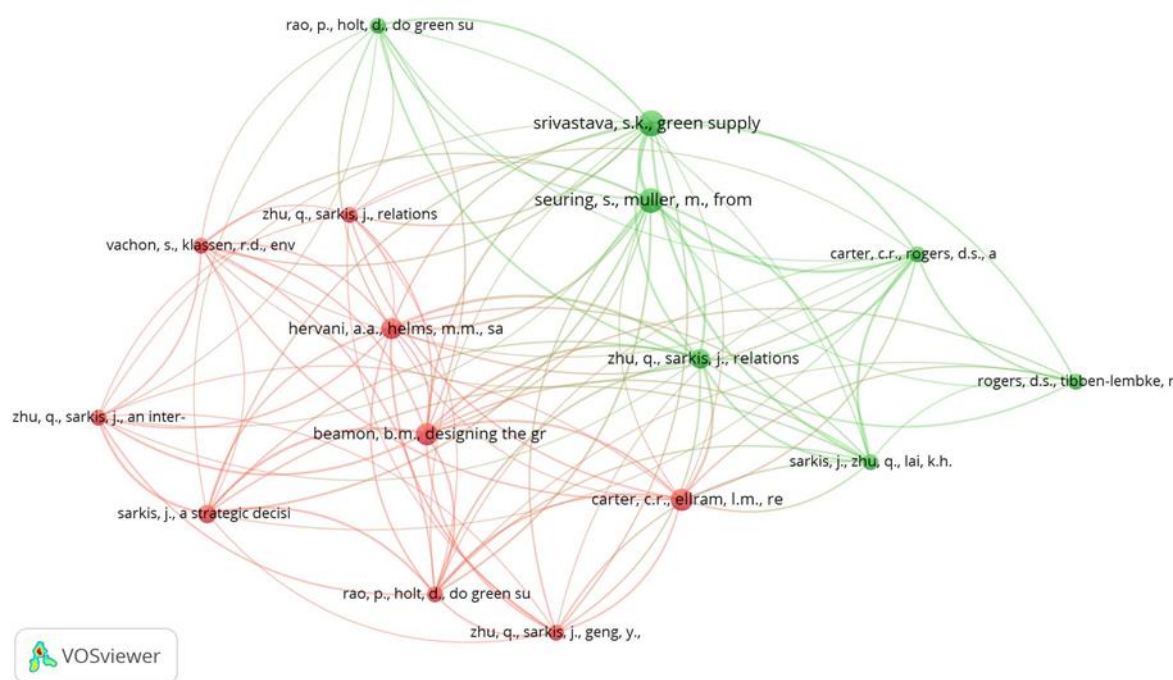 rao, p., holt, d., do green su
srivastava, s.k., green supply
seuring, s., muller, m., from
zhu, q., sarkis, j., relations
vachon, s., klassen, r.d., env
carter, c.r., rogers, d.s., a
hervani, a.a., helms, m.m., sa
zhu, q., sarkis, j., relations
rogers, d.s., tibben-lembke, r
zhu, q., sarkis, j., an inter-
beamon, b.m., designing the gr
sarkis, j., zhu, q., lai, k.h.
carter, c.r., ellram, l.m., re
sarkis, j., a strategic decisi
rao, p., holt, d., do green su
zhu, q., sarkis, j., geng, y.,
VOSviewer